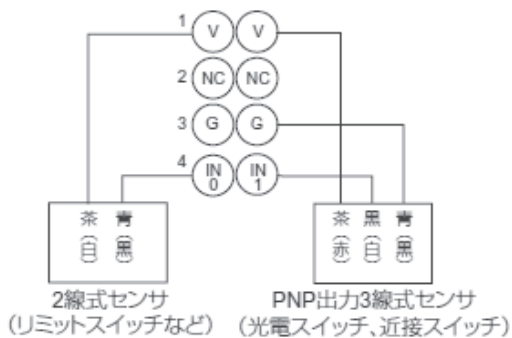 1 V V
2 NC NC
3 G G
4 IN 0 IN 1
茶 青
(白) (黒)
茶 黒 青
(赤) (白) (黒)
2線式センサ
(リミットスイッチなど)
PNP出力3線式センサ
(光電スイッチ、近接スイッチ)